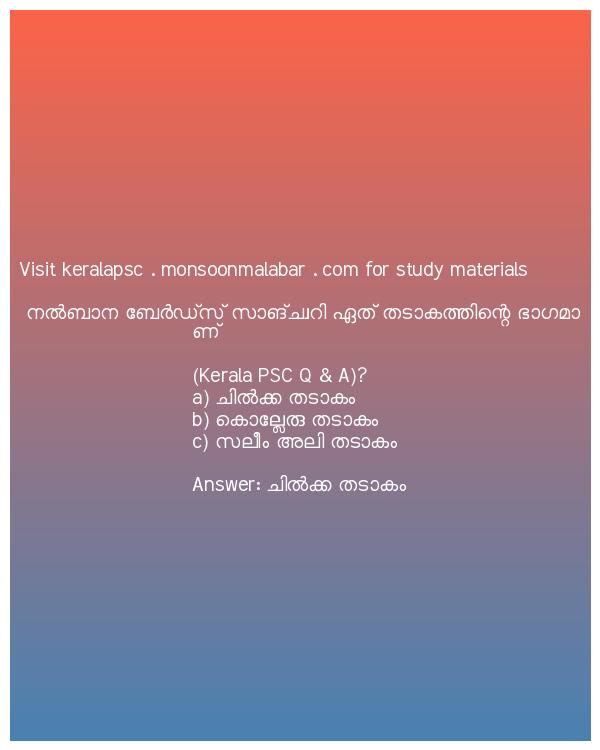 Visit keralapsc . monsoonmalabar . com for study materials
നൽബാന ബേർഡ്സ് സാങ്ച്വറി ഏത് തടാകത്തിന്റെ ഭാഗമാ
ണ്
(Kerala PSC Q & A)?
a) ചിൽക്ക തടാകം
b) കൊല്ലേരു തടാകം
c) സലീം അലി തടാകം
Answer: ചിൽക്ക തടാകം